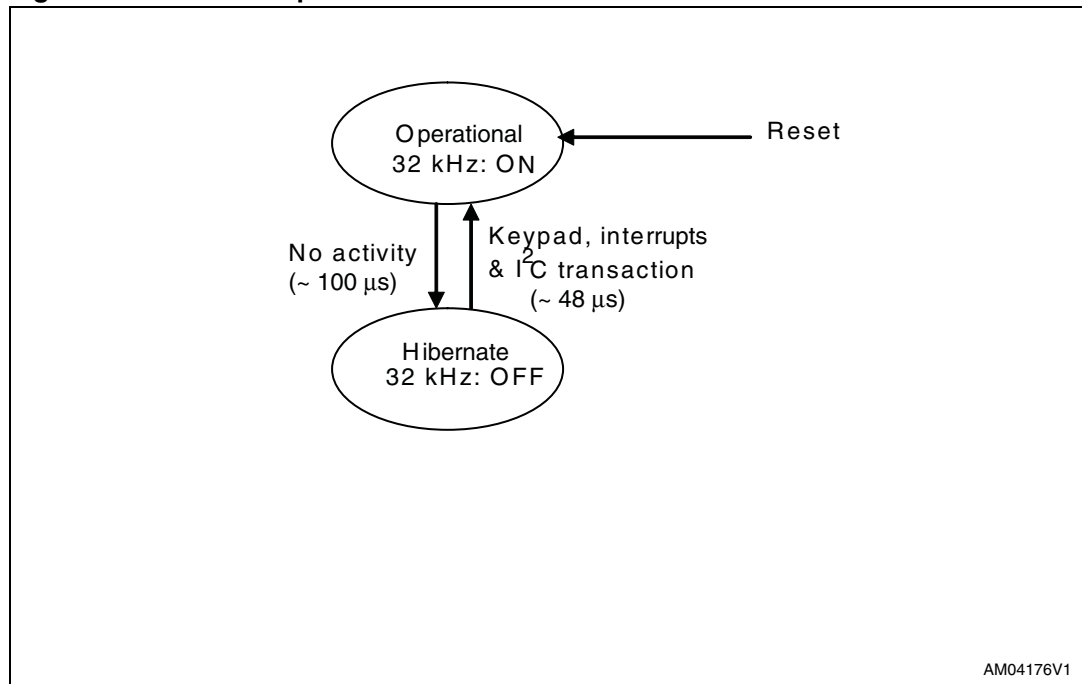 Operational
32 kHz: ON
Reset
No activity
(~ 100 μs)
Keypad, interrupts
& I²C transaction
(~ 48 μs)
Hibernate
32 kHz: OFF
AM04176V1